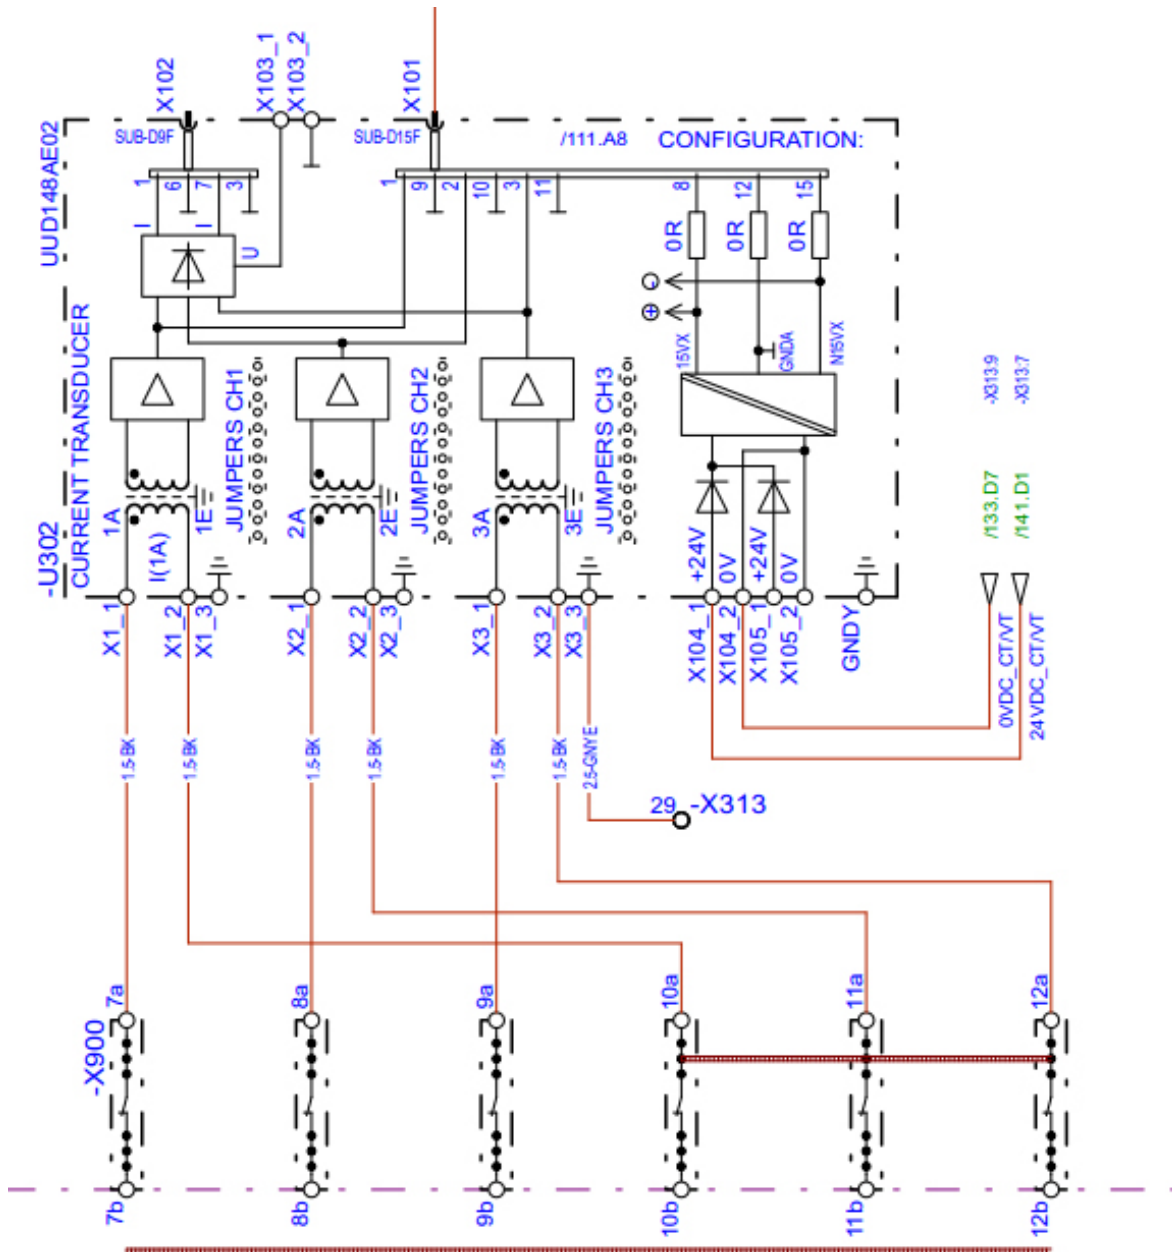 X102
X103_1
X103_2
X101
SUB-D9F
SUB-D15F
/111.A8
CONFIGURATION:
UUD148AE02
1
6
7
3
1
9
2
10
3
11
8
12
15
I
I
U
0R
0R
0R
-
+
15VX
GNDA
N15VX
-X313:9
-X313:7
CURRENT TRANSDUCER
JUMPERS CH1
JUMPERS CH2
JUMPERS CH3
/133.D7
/141.D1
-U302
1A
1E
2A
2E
3A
3E
I(1A)
+24V
0V
+24V
0V
X1_1
X1_2
X1_3
X2_1
X2_2
X2_3
X3_1
X3_2
X3_3
X104_1
X104_2
X105_1
X105_2
GNDY
0VDC_CT/VT
24VDC_CT/VT
1.5-BK
1.5-BK
1.5-BK
1.5-BK
1.5-BK
1.5-BK
2.5-GNYE
29
-X313
7a
8a
9a
10a
11a
12a
-X900
7b
8b
9b
10b
11b
12b